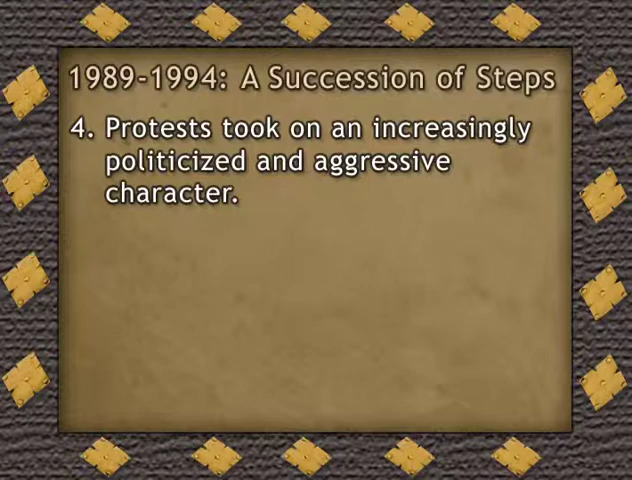 1989-1994: A Succession of Steps
4. Protests took on an increasingly
politicized and aggressive
character.